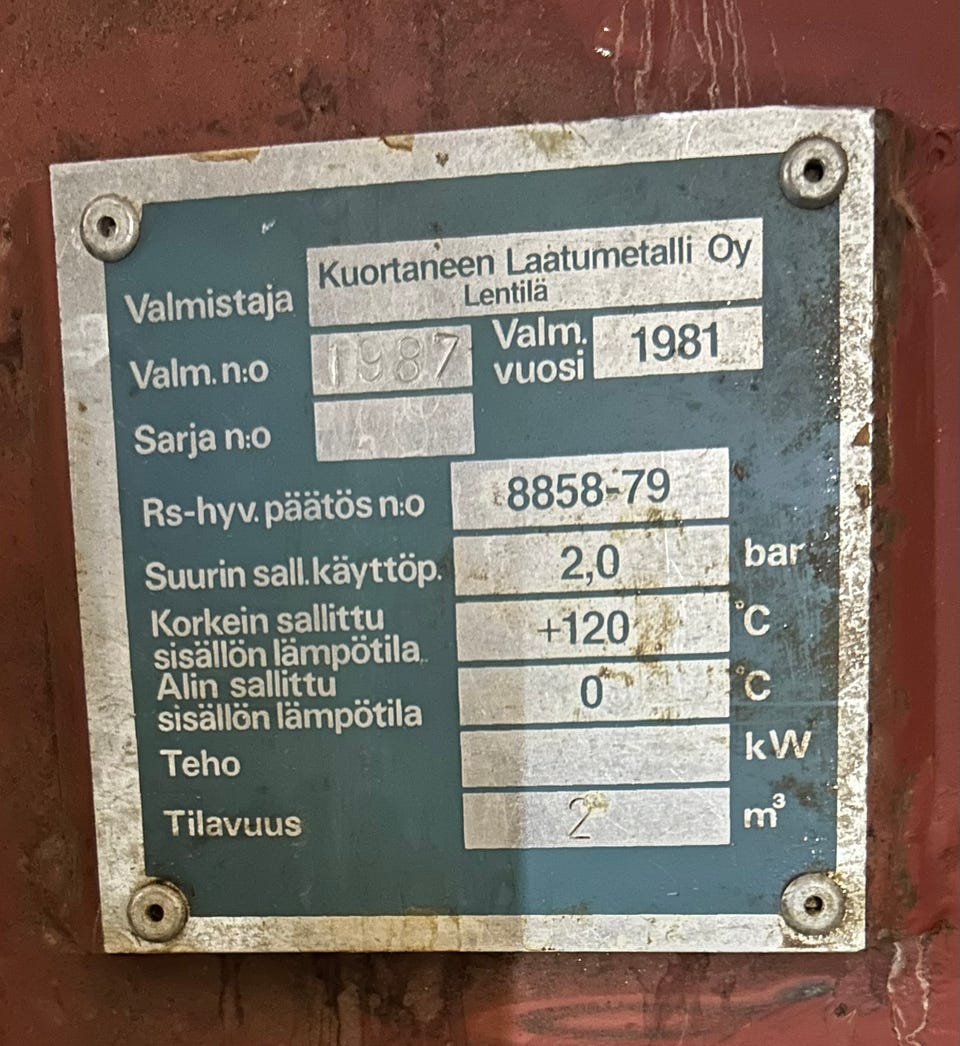 Valmistaja Kuortaneen Laatumetalli Oy
Lentilä
Valm. n:o 1987 Valm. vuosi 1981
Sarja n:o
Rs-hyv. päätös n:o 8858-79
Suurin sall. käyttöp. 2,0 bar
Korkein sallittu
sisällön lämpötila +120 °C
Alin sallittu
sisällön lämpötila 0 °C
Teho kW
Tilavuus 2 m³